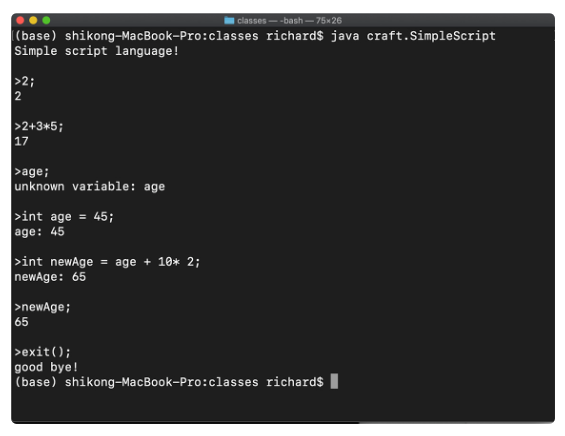 classes — -bash — 75×26
(base) shikong-MacBook-Pro:classes richard$ java craft.SimpleScript
Simple script language!
>2;
2
>2+3*5;
17
>age;
unknown variable: age
>int age = 45;
age: 45
>int newAge = age + 10* 2;
newAge: 65
>newAge;
65
>exit();
good bye!
(base) shikong-MacBook-Pro:classes richard$